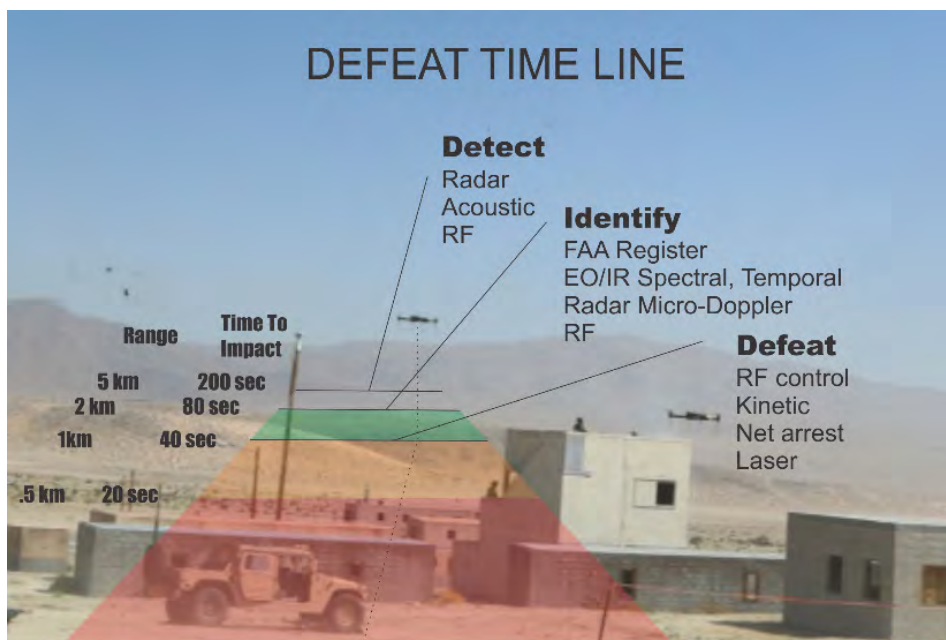 DEFEAT TIME LINE
Detect
Radar
Acoustic
RF
Identify
FAA Register
EO/IR Spectral, Temporal
Radar Micro-Doppler
RF
Defeat
RF control
Kinetic
Net arrest
Laser
Range Time To Impact
5 km 200 sec
2 km 80 sec
1km 40 sec
.5 km 20 sec